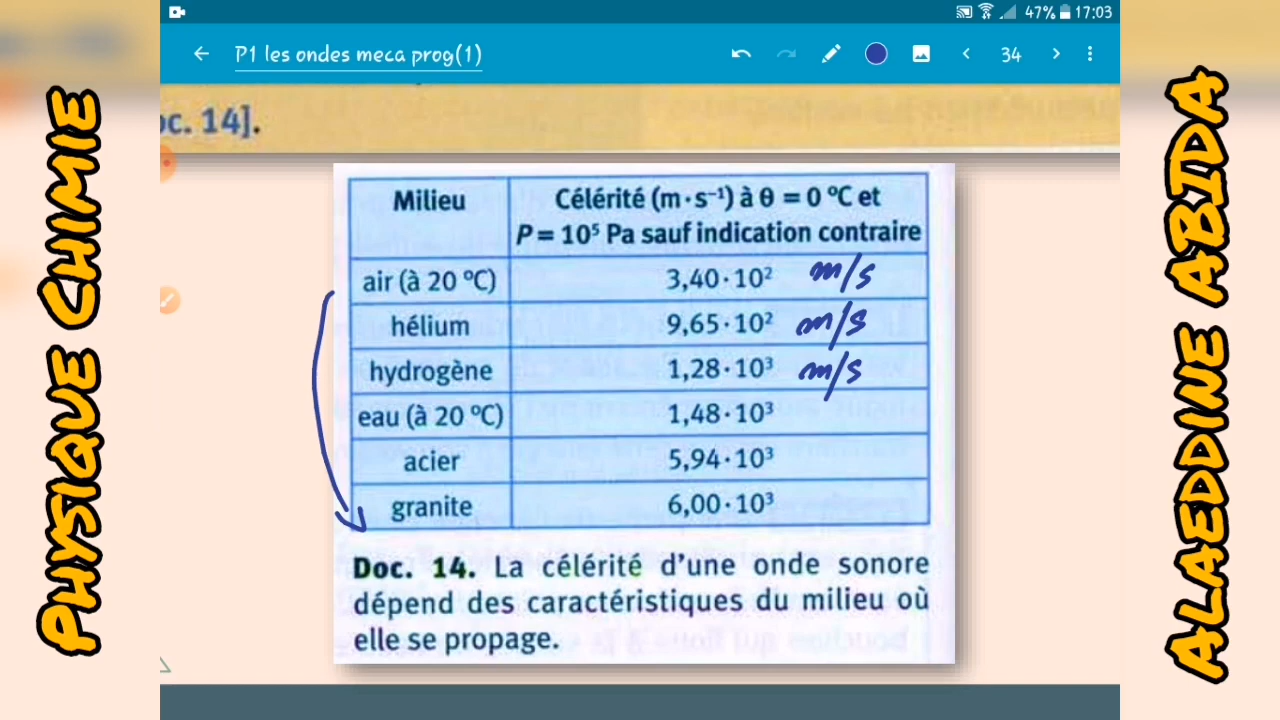 47% 17:03
P1 les ondes meca prog(1)
34
oc. 14].
Milieu
Célérité (m·s⁻¹) à θ = 0 °C et
P = 10⁵ Pa sauf indication contraire
air (à 20 °C) 3,40·10² m/s
hélium 9,65·10² m/s
hydrogène 1,28·10³ m/s
eau (à 20 °C) 1,48·10³
acier 5,94·10³
granite 6,00·10³
Doc. 14. La célérité d'une onde sonore
dépend des caractéristiques du milieu où
elle se propage.
PHYSIQUE CHIMIE
ALAEDDINE ABIDA